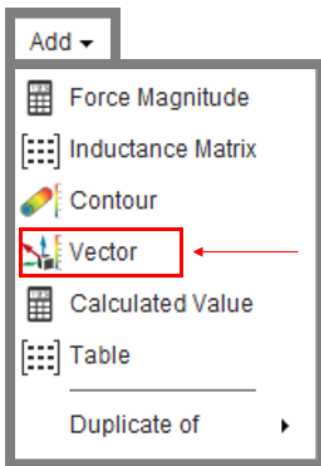 Add
Force Magnitude
Inductance Matrix
Contour
Vector
Calculated Value
Table
Duplicate of